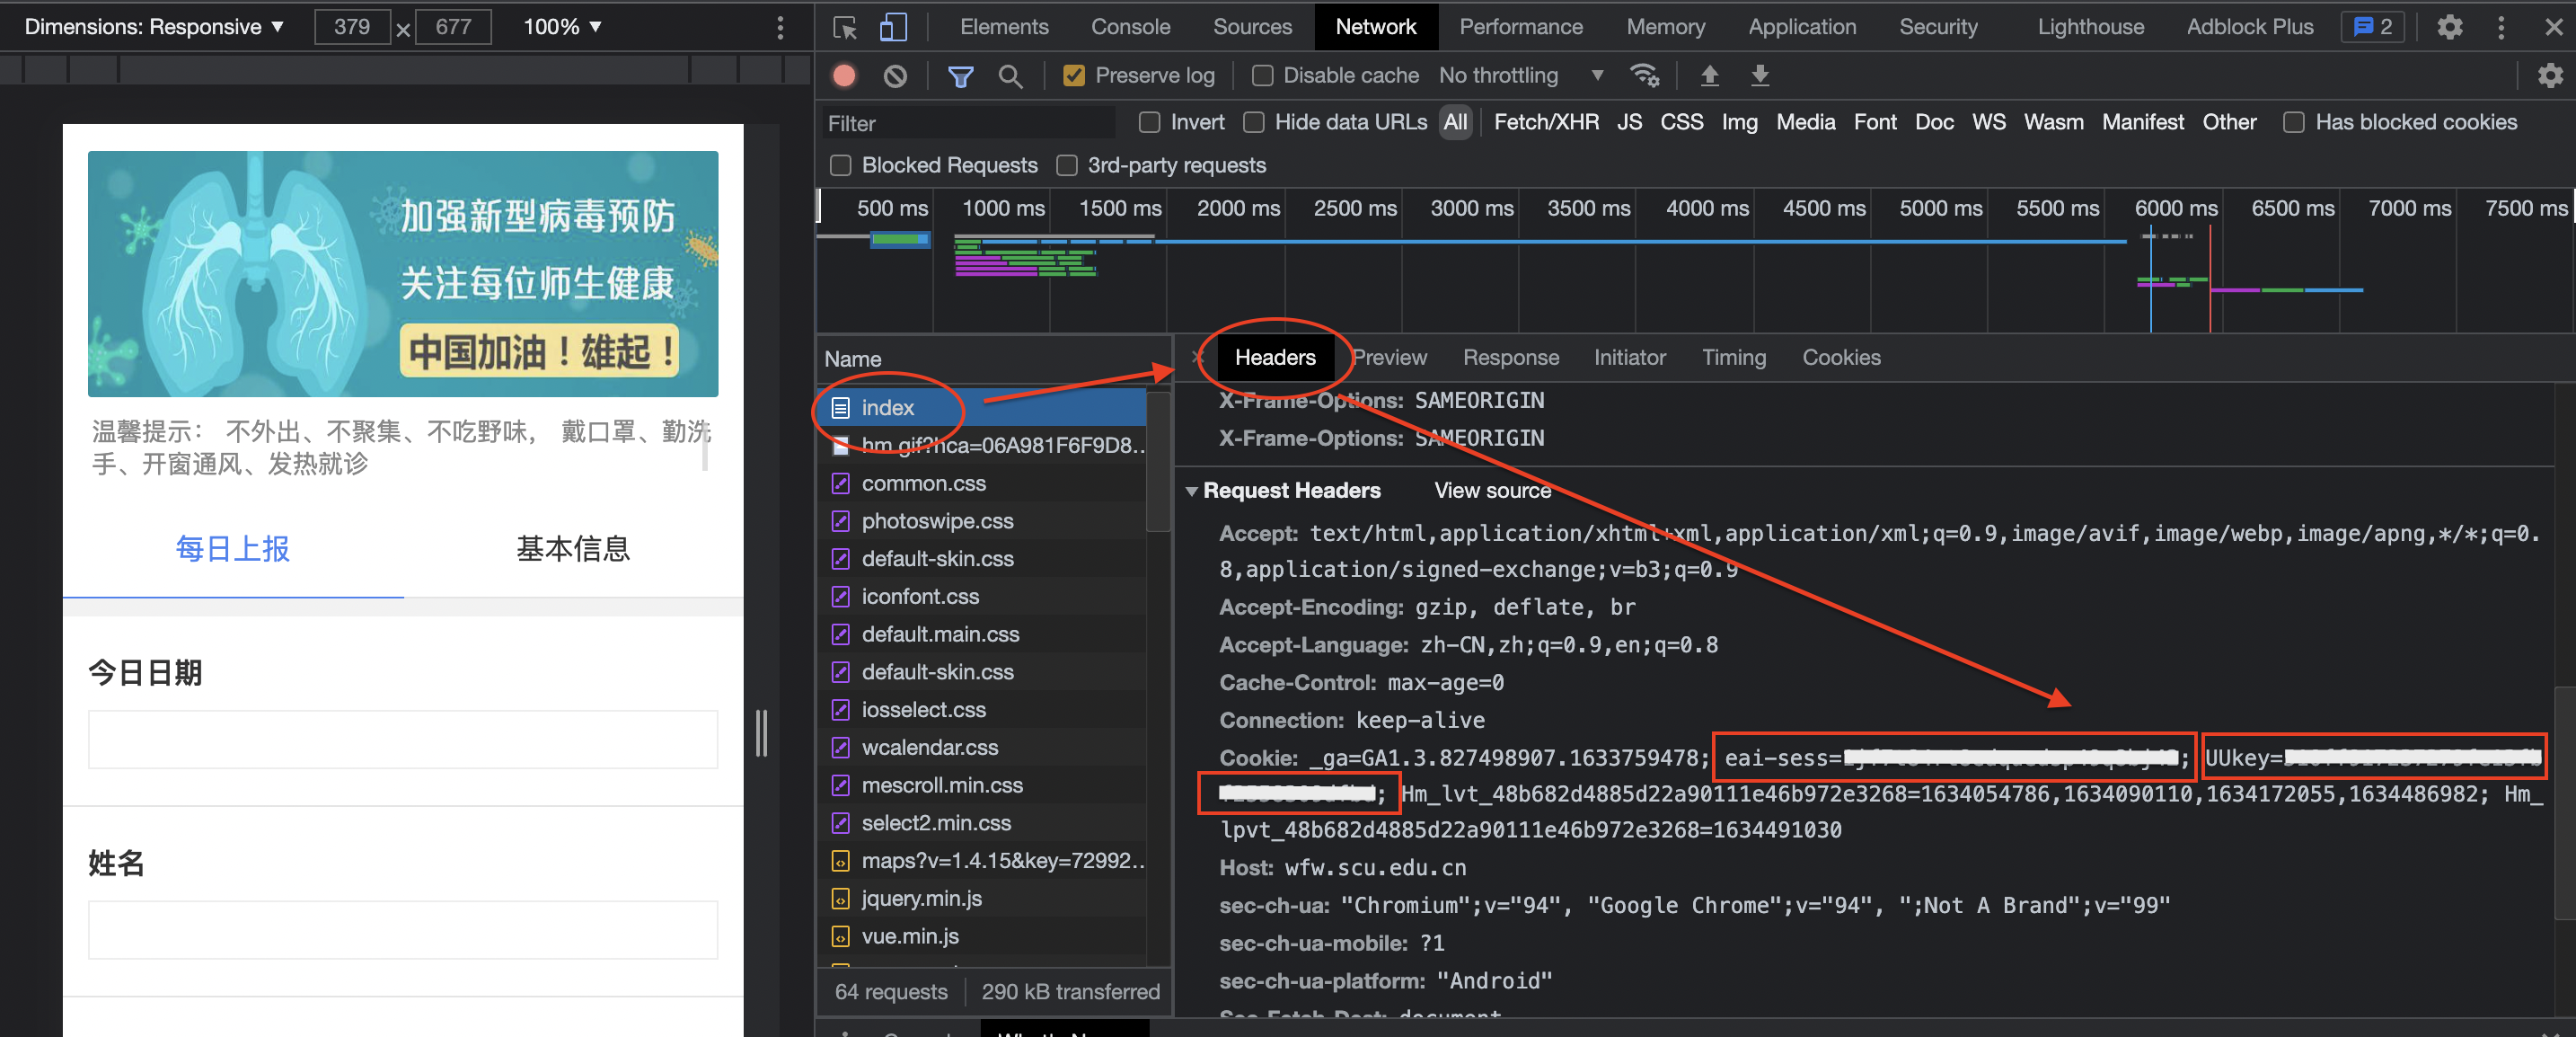 Dimensions: Responsive ▼ 379 × 677 100% ▼
Elements Console Sources Network Performance Memory Application Security Lighthouse Adblock Plus 2
Preserve log Disable cache No throttling ▼
Filter Invert Hide data URLs All Fetch/XHR JS CSS Img Media Font Doc WS Wasm Manifest Other Has blocked cookies
Blocked Requests 3rd-party requests
500 ms 1000 ms 1500 ms 2000 ms 2500 ms 3000 ms 3500 ms 4000 ms 4500 ms 5000 ms 5500 ms 6000 ms 6500 ms 7000 ms 7500 ms
加强新型病毒预防
关注每位师生健康
中国加油！雄起！
温馨提示： 不外出、不聚集、不吃野味， 戴口罩、勤洗
手、开窗通风、发热就诊
每日上报 基本信息
今日日期
姓名
Name
index
hm.gif?hca=06A981F6F9D8..
common.css
photoswipe.css
default-skin.css
iconfont.css
default.main.css
default-skin.css
iosselect.css
wcalendar.css
mescroll.min.css
select2.min.css
maps?v=1.4.15&key=72992..
jquery.min.js
vue.min.js
64 requests 290 kB transferred
Headers Preview Response Initiator Timing Cookies
X-Frame-Options: SAMEORIGIN
X-Frame-Options: SAMEORIGIN
Request Headers View source
Accept: text/html,application/xhtml+xml,application/xml;q=0.9,image/avif,image/webp,image/apng,*/*;q=0.
8,application/signed-exchange;v=b3;q=0.9
Accept-Encoding: gzip, deflate, br
Accept-Language: zh-CN,zh;q=0.9,en;q=0.8
Cache-Control: max-age=0
Connection: keep-alive
Cookie: _ga=GA1.3.827498907.1633759478; eai-sess= ; UUkey=
; Hm_lvt_48b682d4885d22a90111e46b972e3268=1634054786,1634090110,1634172055,1634486982; Hm_
lpvt_48b682d4885d22a90111e46b972e3268=1634491030
Host: wfw.scu.edu.cn
sec-ch-ua: "Chromium";v="94", "Google Chrome";v="94", ";Not A Brand";v="99"
sec-ch-ua-mobile: ?1
sec-ch-ua-platform: "Android"
Sec-Fetch-Dest: document